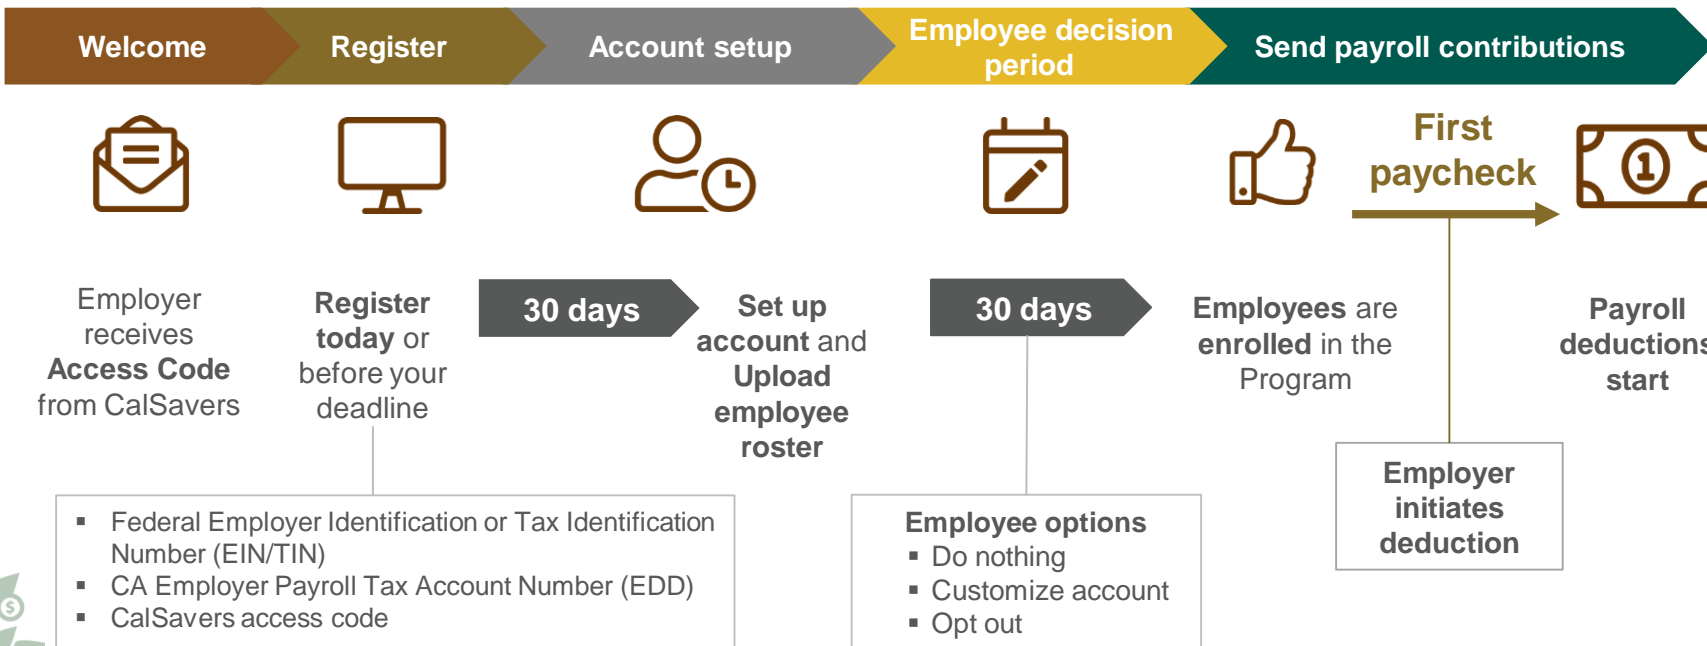 Welcome
Register
Account setup
Employee decision
period
Send payroll contributions
First
paycheck
1
Employer
receives
Access Code
from CalSavers
Register
today or
before your
deadline
30 days
Set up
account and
Upload
employee
roster
30 days
Employees are
enrolled in the
Program
Payroll
deductions
start
▪ Federal Employer Identification or Tax Identification
Number (EIN/TIN)
▪ CA Employer Payroll Tax Account Number (EDD)
▪ CalSavers access code
Employee options
▪ Do nothing
▪ Customize account
▪ Opt out
Employer
initiates
deduction
$